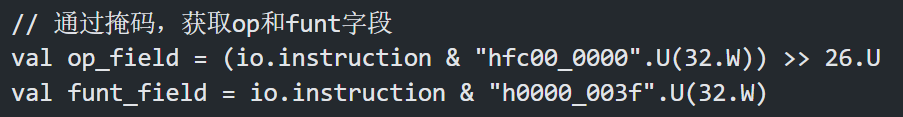 // 通过掩码，获取op和funt字段
val op_field = (io.instruction & "hfc00_0000".U(32.W)) >> 26.U
val funt_field = io.instruction & "h0000_003f".U(32.W)